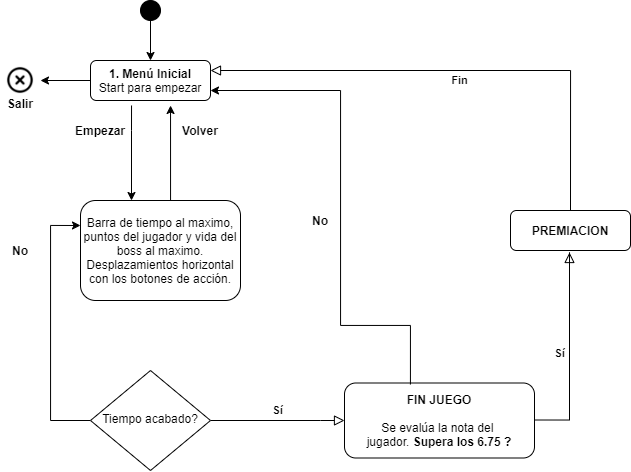 1. Menú Inicial
Start para empezar
Fin
Salir
Empezar
Volver
Barra de tiempo al maximo,
puntos del jugador y vida del
boss al maximo.
Desplazamientos horizontal
con los botones de acción.
No
No
PREMIACION
Sí
Tiempo acabado?
Sí
FIN JUEGO
Se evalúa la nota del
jugador. Supera los 6.75 ?